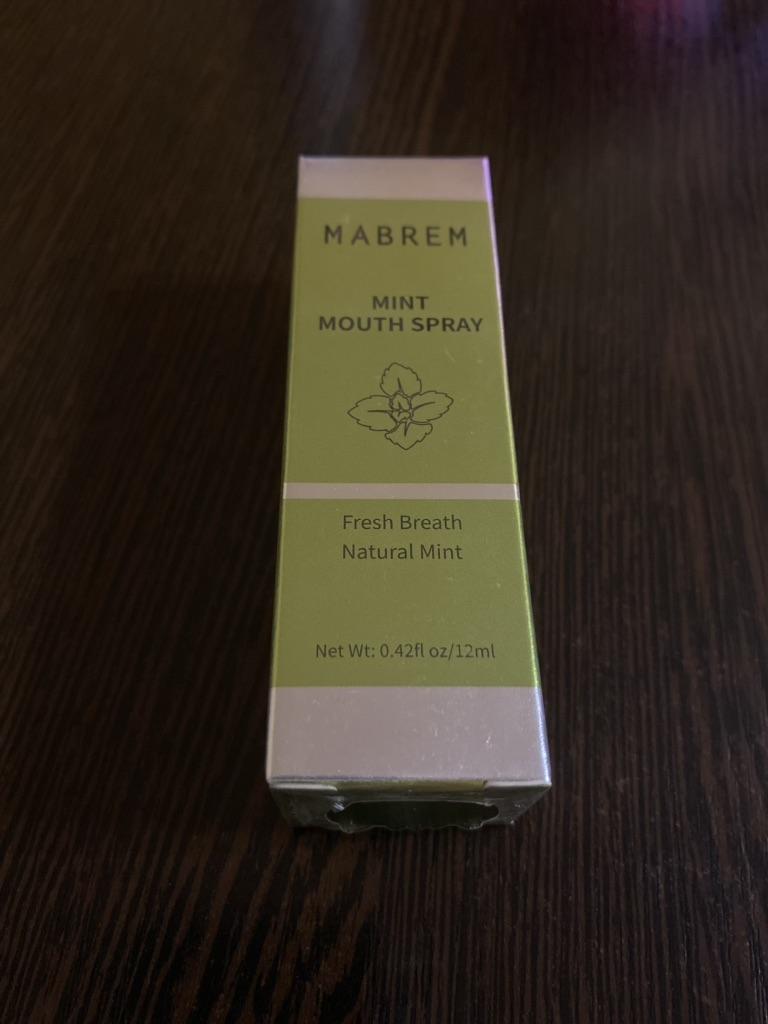 MABREM
MINT
MOUTH SPRAY
Fresh Breath
Natural Mint
Net Wt: 0.42fl oz/12ml